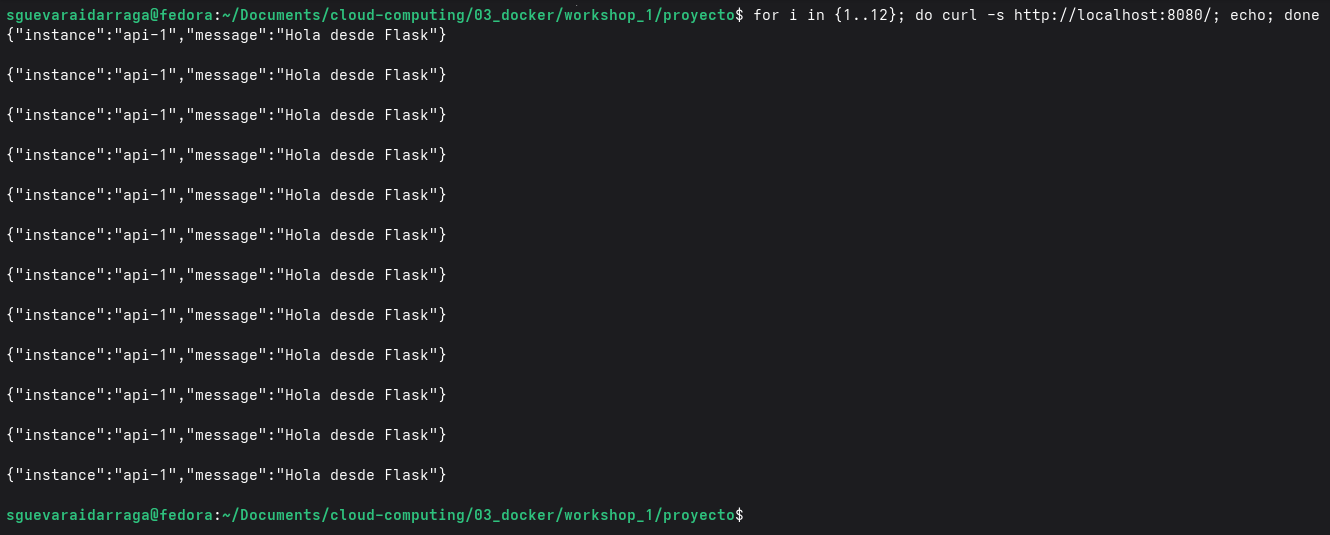 sguevaraidarraga@fedora:~/Documents/cloud-computing/03_docker/workshop_1/proyecto$ for i in {1..12}; do curl -s http://localhost:8080/; echo; done
{"instance":"api-1","message":"Hola desde Flask"}
{"instance":"api-1","message":"Hola desde Flask"}
{"instance":"api-1","message":"Hola desde Flask"}
{"instance":"api-1","message":"Hola desde Flask"}
{"instance":"api-1","message":"Hola desde Flask"}
{"instance":"api-1","message":"Hola desde Flask"}
{"instance":"api-1","message":"Hola desde Flask"}
{"instance":"api-1","message":"Hola desde Flask"}
{"instance":"api-1","message":"Hola desde Flask"}
{"instance":"api-1","message":"Hola desde Flask"}
{"instance":"api-1","message":"Hola desde Flask"}
{"instance":"api-1","message":"Hola desde Flask"}
sguevaraidarraga@fedora:~/Documents/cloud-computing/03_docker/workshop_1/proyecto$